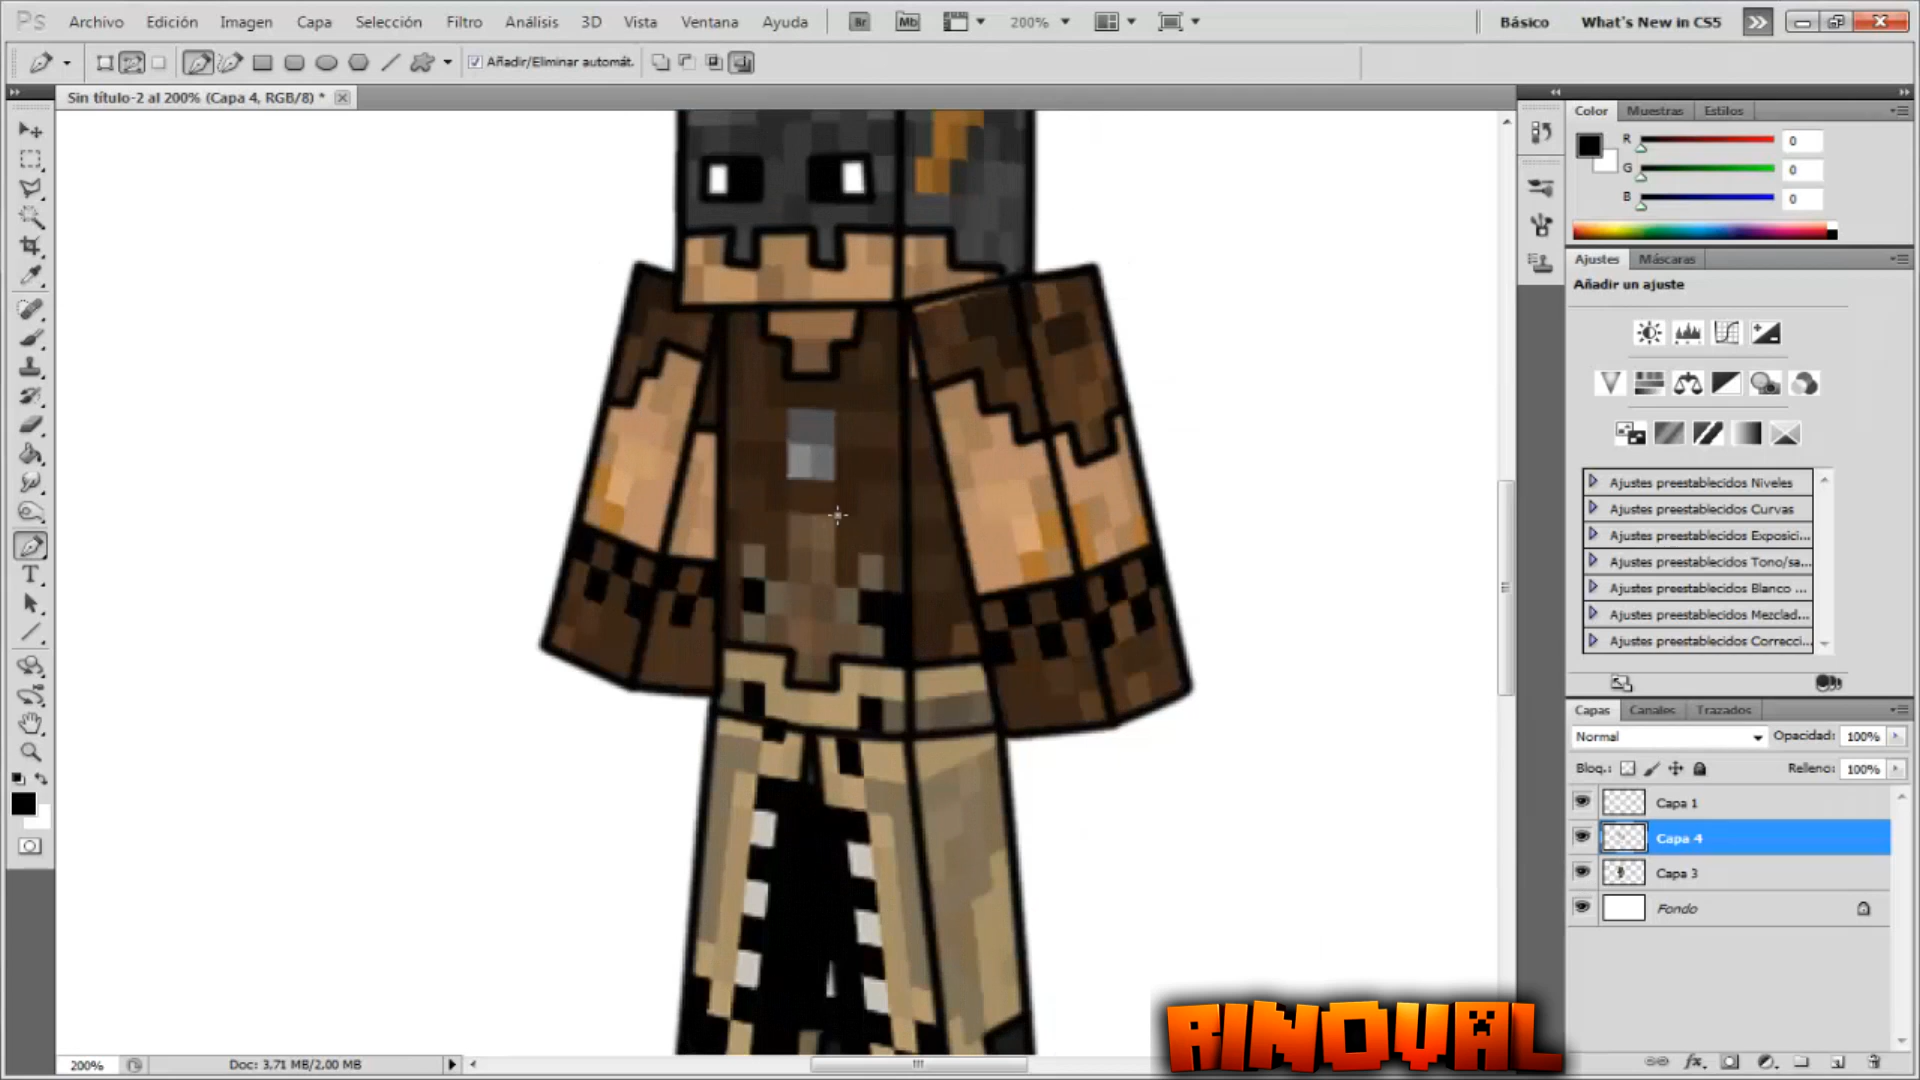 Ps Archivo Edición Imagen Capa Selección Filtro Análisis 3D Vista Ventana Ayuda Br Mb 200% Básico What's New in CS5
Añadir/Eliminar automát.
Sin título-2 al 200% (Capa 4, RGB/8) *
Color Muestras Estilos
R 0
G 0
B 0
Ajustes Máscaras
Añadir un ajuste
Ajustes preestablecidos Niveles
Ajustes preestablecidos Curvas
Ajustes preestablecidos Exposici...
Ajustes preestablecidos Tono/sa...
Ajustes preestablecidos Blanco ...
Ajustes preestablecidos Mezclad...
Ajustes preestablecidos Correcci...
Capas Canales Trazados
Normal Opacidad: 100%
Bloq.: Relleno: 100%
Capa 1
Capa 4
Capa 3
Fondo
RINOVAL
200% Doc: 3,71 MB/2,00 MB